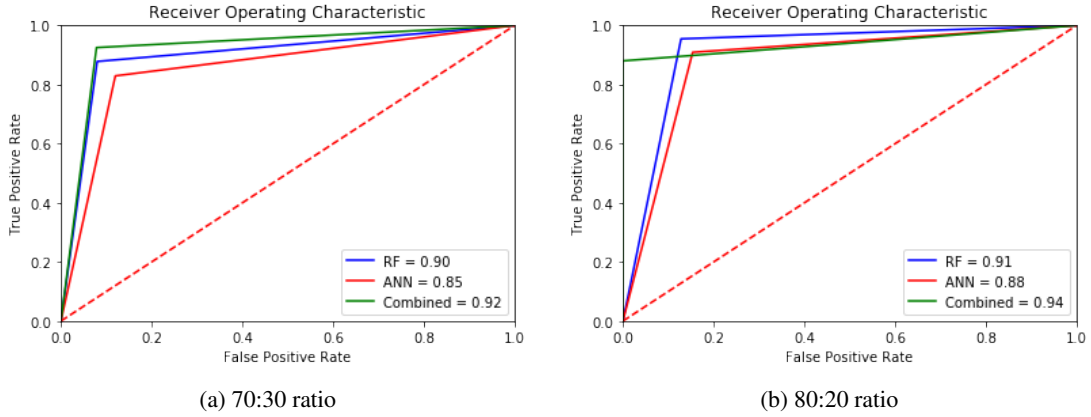 Receiver Operating Characteristic
True Positive Rate
1.0
0.8
0.6
0.4
0.2
0.0
RF = 0.90
ANN = 0.85
Combined = 0.92
0.0 0.2 0.4 0.6 0.8 1.0
False Positive Rate
(a) 70:30 ratio
Receiver Operating Characteristic
True Positive Rate
1.0
0.8
0.6
0.4
0.2
0.0
RF = 0.91
ANN = 0.88
Combined = 0.94
0.0 0.2 0.4 0.6 0.8 1.0
False Positive Rate
(b) 80:20 ratio